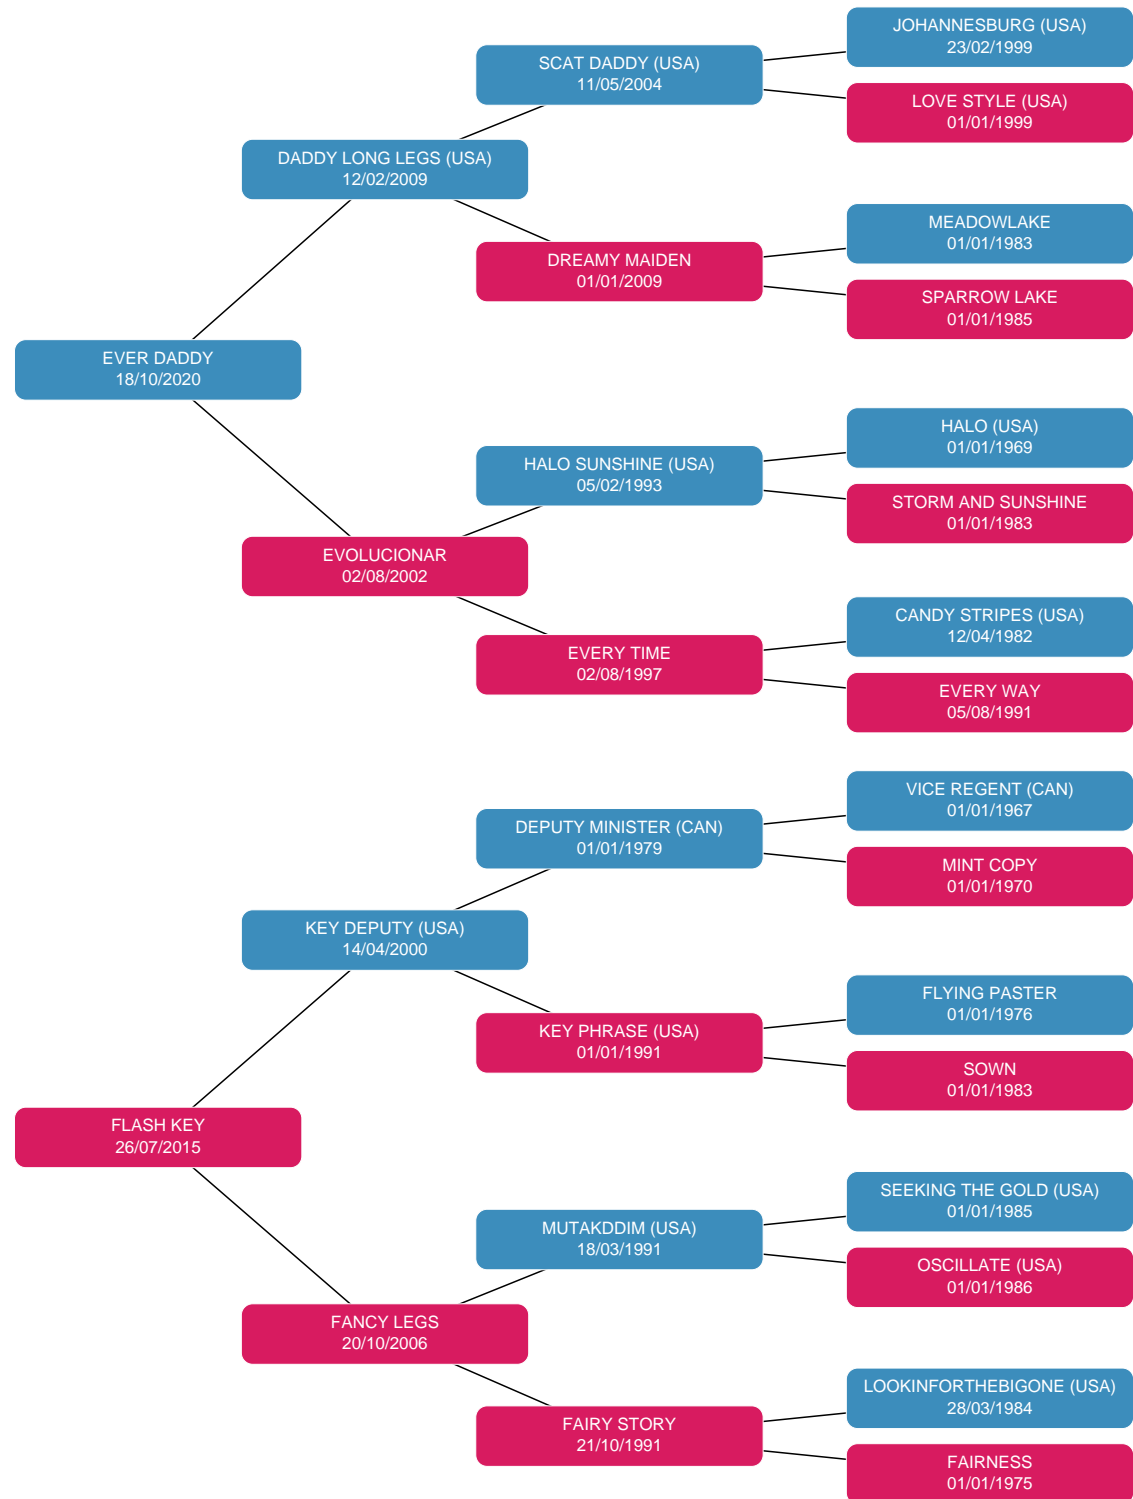 JOHANNESBURG (USA)
23/02/1999
SCAT DADDY (USA)
11/05/2004
LOVE STYLE (USA)
01/01/1999
DADDY LONG LEGS (USA)
12/02/2009
MEADOWLAKE
01/01/1983
DREAMY MAIDEN
01/01/2009
SPARROW LAKE
01/01/1985
EVER DADDY
18/10/2020
HALO (USA)
01/01/1969
HALO SUNSHINE (USA)
05/02/1993
STORM AND SUNSHINE
01/01/1983
EVOLUCIONAR
02/08/2002
CANDY STRIPES (USA)
12/04/1982
EVERY TIME
02/08/1997
EVERY WAY
05/08/1991
VICE REGENT (CAN)
01/01/1967
DEPUTY MINISTER (CAN)
01/01/1979
MINT COPY
01/01/1970
KEY DEPUTY (USA)
14/04/2000
FLYING PASTER
01/01/1976
KEY PHRASE (USA)
01/01/1991
SOWN
01/01/1983
FLASH KEY
26/07/2015
SEEKING THE GOLD (USA)
01/01/1985
MUTAKDDIM (USA)
18/03/1991
OSCILLATE (USA)
01/01/1986
FANCY LEGS
20/10/2006
LOOKINFORTHEBIGONE (USA)
28/03/1984
FAIRY STORY
21/10/1991
FAIRNESS
01/01/1975